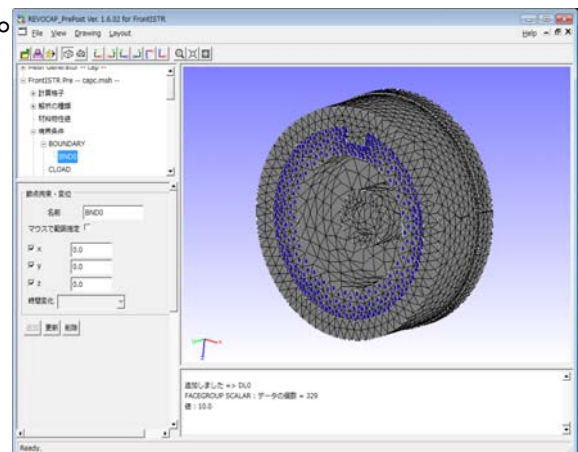 REVOCAP_PrePost Ver. 1.6.02 for FrontISTR
File View Drawing Layout Help
Mesh Generator -- cap --
FrontISTR Pre -- capc.msh --
計算格子
解析の種類
材料物性値
境界条件
BOUNDARY
BND0
CLOAD
節点拘束・変位
名前 BND0
マウスで範囲指定
x 0.0
y 0.0
z 0.0
時間変化
更新 削除
追加しました => DL0
FACEGROUP SCALAR : データの個数 = 329
値 : 10.0
Ready.